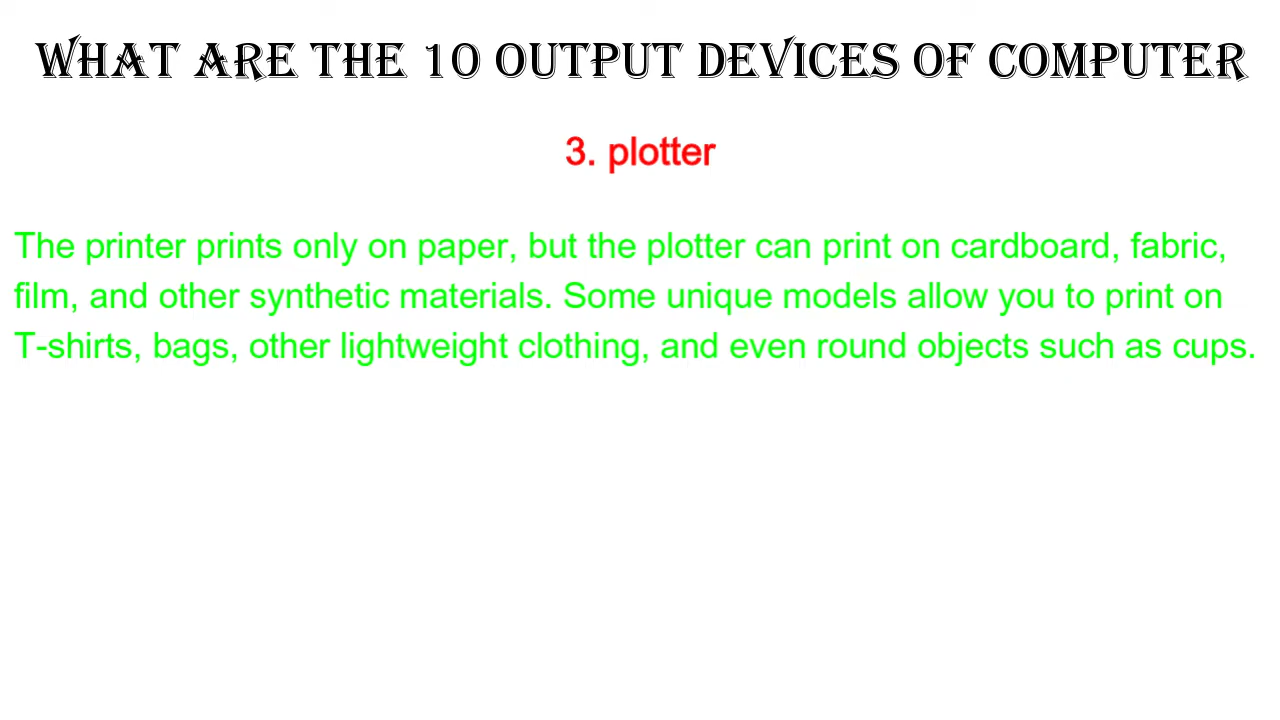 WHAT ARE THE 10 OUTPUT DEVICES OF COMPUTER
3. plotter
The printer prints only on paper, but the plotter can print on cardboard, fabric,
film, and other synthetic materials. Some unique models allow you to print on
T-shirts, bags, other lightweight clothing, and even round objects such as cups.